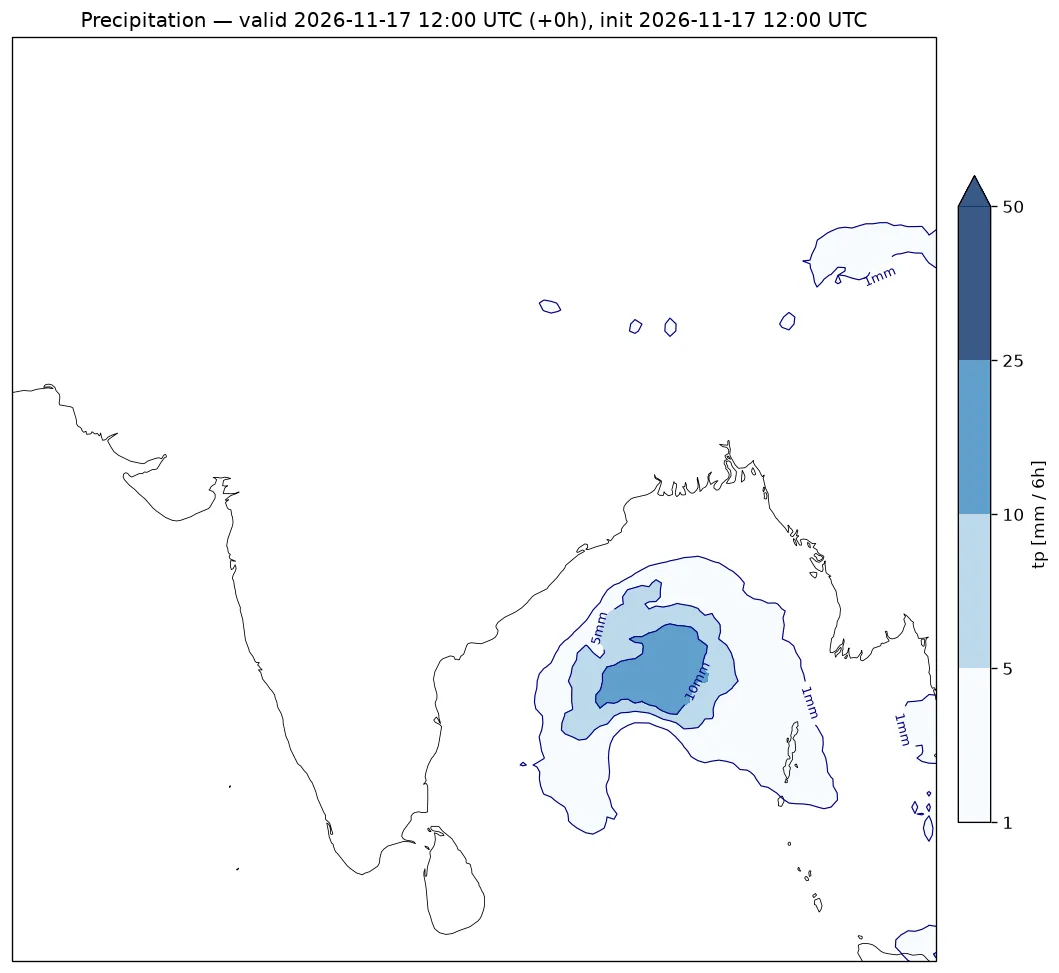 Precipitation — valid 2026-11-17 12:00 UTC (+0h), init 2026-11-17 12:00 UTC
50
1mm
25
tp [mm / 6h]
10
5mm
5
10mm
1mm
1mm
1